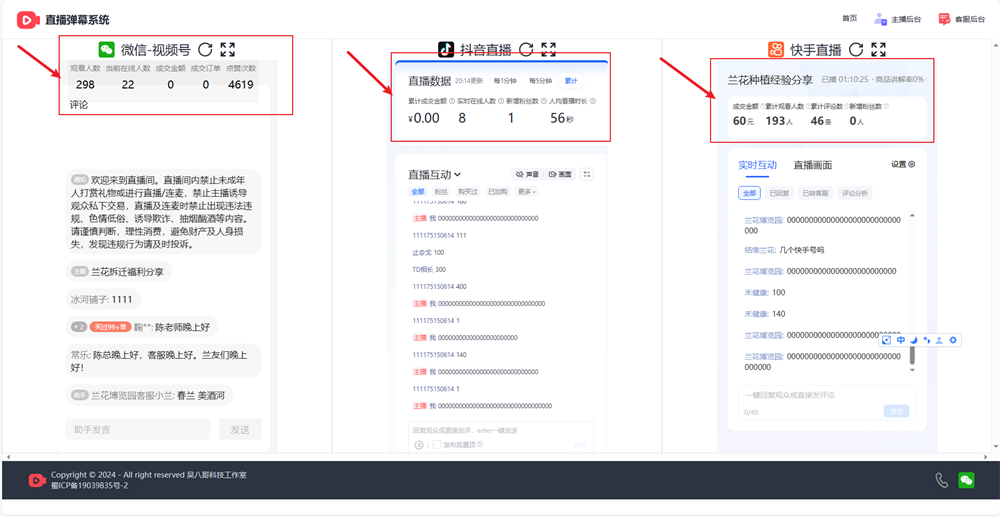 直播弹幕系统
首页
主播后台
客服后台
微信-视频号
观看人数 当前在线人数 成交金额 成交订单 点赞次数
298 22 0 0 4619
评论
通知 欢迎来到直播间。直播间内禁止未成年
人打赏礼物或进行直播/连麦，禁止主播诱导
观众私下交易，直播及连麦时禁止出现违法违
规、色情低俗、诱导欺诈、抽烟酗酒等内容。
请谨慎判断，理性消费，避免财产及人身损
失，发现违规行为请及时投诉。
主播 兰花拆迁福利分享
冰河铺子: 1111
+2 买过99+单 鞠**: 陈老师晚上好
常乐: 陈总晚上好，客服晚上好。兰友们晚上
好！
助手 兰花博览园客服小兰: 春兰 美酒河
助手发言
发送
抖音直播
直播数据 20:14更新 每1分钟 每5分钟 累计
累计成交金额 实时在线人数 新增粉丝数 人均看播时长
¥0.00 8 1 56秒
直播互动 声音 画面
全部 粉丝 购买过 已加购 更多
111175150614 100
主播 我 0000000000000000000000000
111175150614 111
止亦戈 100
TD相长 300
111175150614 400
主播 我 000000000000000000000000000
111175150614 1
主播 我 00000000000000000000
111175150614 140
主播 我 0000000000000000000000000
111175150614 1
主播 我 00000000000000000000000000000
回复观众或直接发评，enter一键发送
发布后置顶
快手直播
兰花种植经验分享 已播 01:10:25 · 商品讲解率0%
成交金额 累计观看人数 累计评论数 新增粉丝数
60元 193人 46条 0人
实时互动 直播画面 设置
全部 已回复 已转客服 评论分析
兰花博览园: 00000000000000000000000000
000
结缘兰花: 几个快手号吗
兰花博览园: 0000000000000000000000000
禾健康: 100
禾健康: 140
兰花博览园: 00000000000000000000000000
兰花博览园: 00000000000000000000000000
000000
中
一键回复观众或直接发评论
0/40
发送
Copyright © 2024 - All right reserved 吴八哥科技工作室
蜀ICP备19039835号-2